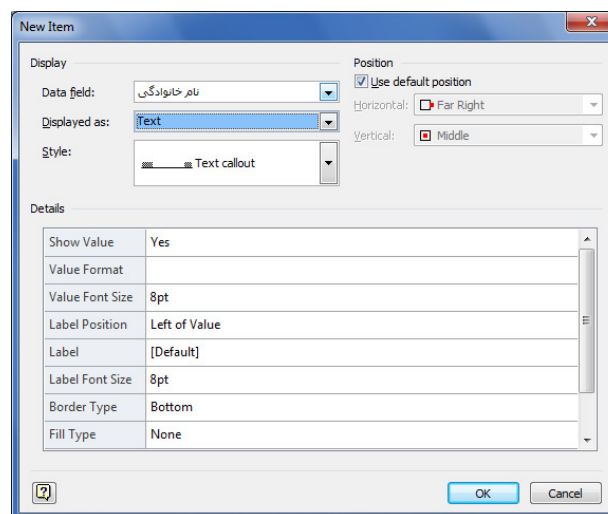 New Item
Display
Data field: نام خانوادگی
Displayed as: Text
Style: Text callout
Position
Use default position
Horizontal: Far Right
Vertical: Middle
Details
Show Value Yes
Value Format
Value Font Size 8pt
Label Position Left of Value
Label [Default]
Label Font Size 8pt
Border Type Bottom
Fill Type None
OK Cancel